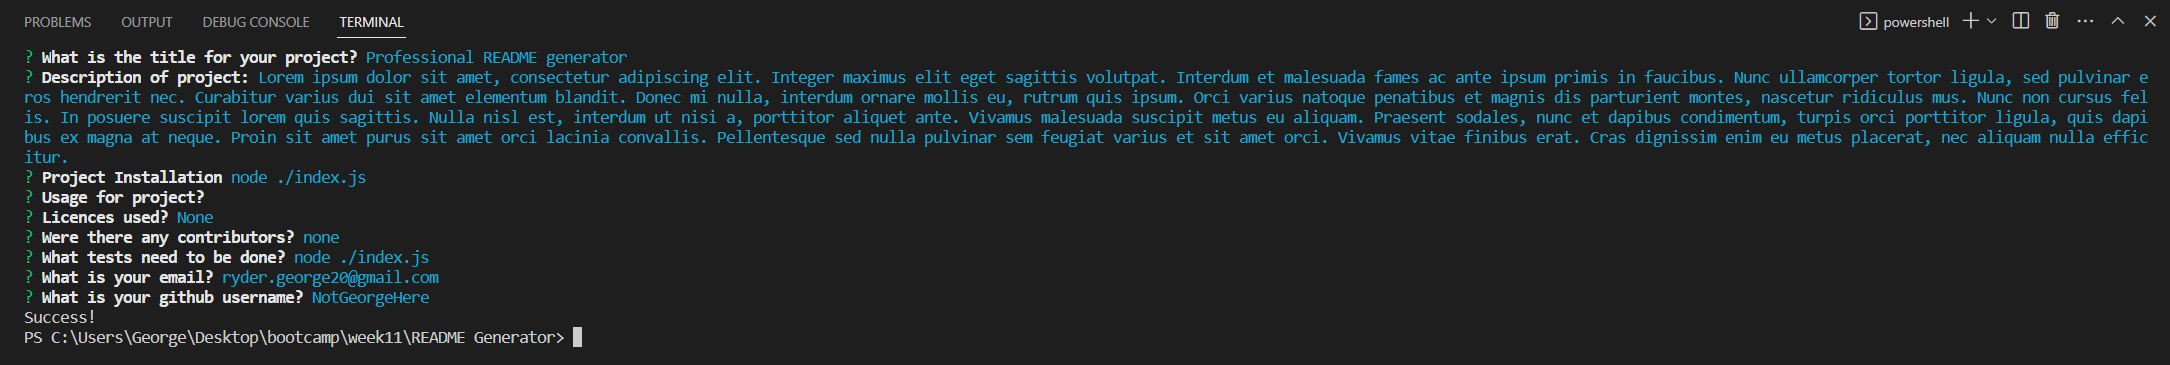 PROBLEMS OUTPUT DEBUG CONSOLE TERMINAL powershell
? What is the title for your project? Professional README generator
? Description of project: Lorem ipsum dolor sit amet, consectetur adipiscing elit. Integer maximus elit eget sagittis volutpat. Interdum et malesuada fames ac ante ipsum primis in faucibus. Nunc ullamcorper tortor ligula, sed pulvinar e
ros hendrerit nec. Curabitur varius dui sit amet elementum blandit. Donec mi nulla, interdum ornare mollis eu, rutrum quis ipsum. Orci varius natoque penatibus et magnis dis parturient montes, nascetur ridiculus mus. Nunc non cursus fel
is. In posuere suscipit lorem quis sagittis. Nulla nisl est, interdum ut nisi a, porttitor aliquet ante. Vivamus malesuada suscipit metus eu aliquam. Praesent sodales, nunc et dapibus condimentum, turpis orci porttitor ligula, quis dapi
bus ex magna at neque. Proin sit amet purus sit amet orci lacinia convallis. Pellentesque sed nulla pulvinar sem feugiat varius et sit amet orci. Vivamus vitae finibus erat. Cras dignissim enim eu metus placerat, nec aliquam nulla effic
itur.
? Project Installation node ./index.js
? Usage for project?
? Licences used? None
? Were there any contributors? none
? What tests need to be done? node ./index.js
? What is your email? ryder.george20@gmail.com
? What is your github username? NotGeorgeHere
Success!
PS C:\Users\George\Desktop\bootcamp\week11\README Generator>